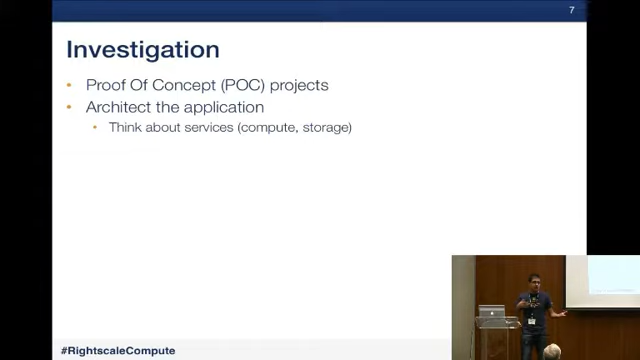 7
Investigation
• Proof Of Concept (POC) projects
• Architect the application
• Think about services (compute, storage)
#RightscaleCompute